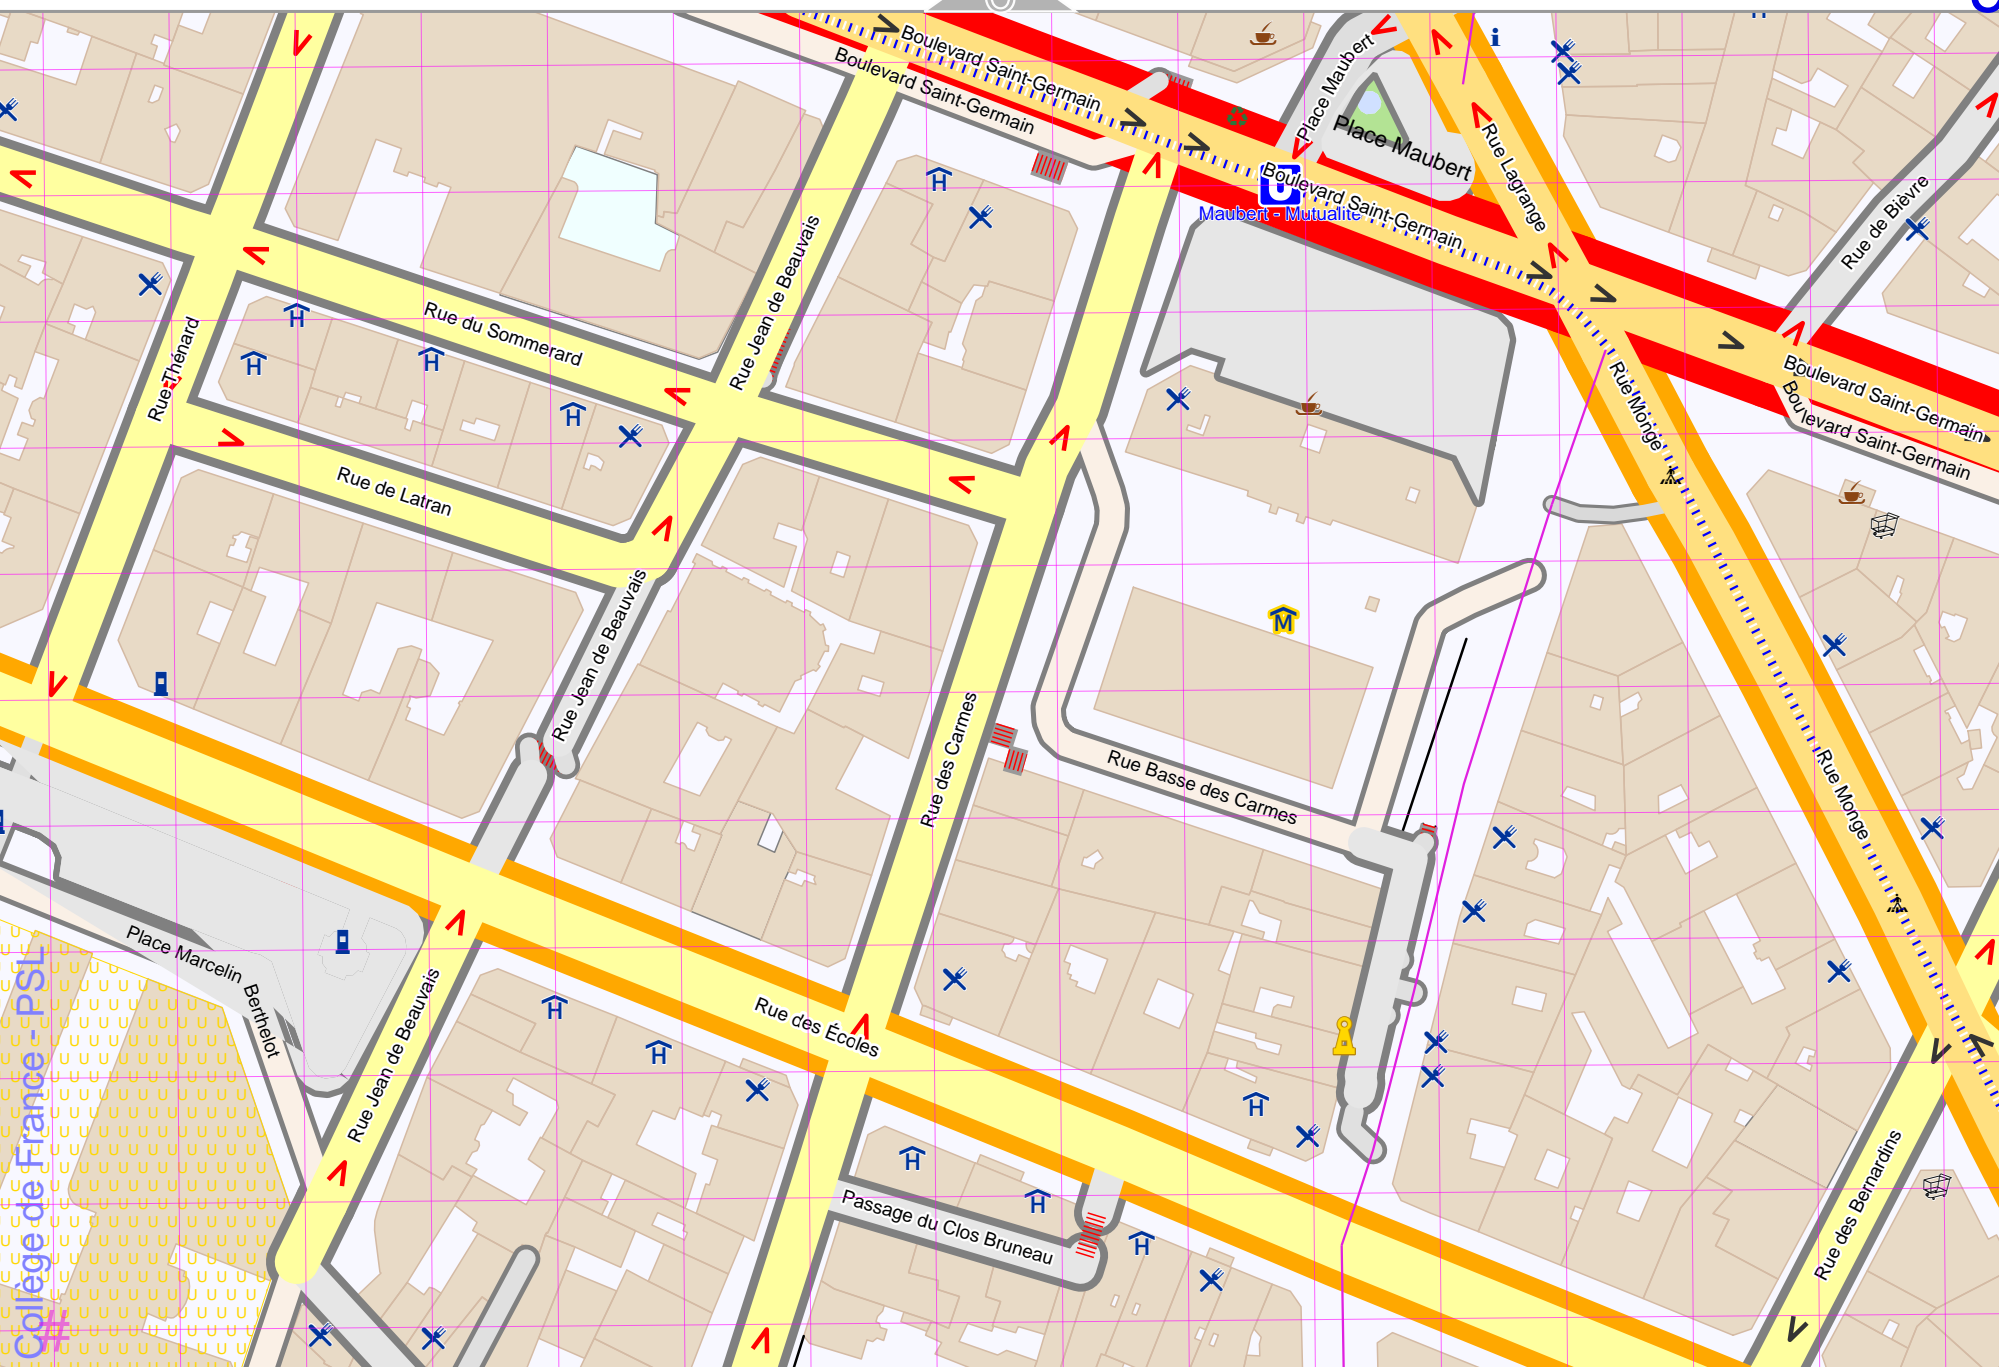 Boulevard Saint-Germain
Boulevard Saint-Germain
Place Maubert
Place Maubert
Rue Lagrange
i
Rue de Bièvre
Boulevard Saint-Germain
Maubert - Mutualité
Rue Jean de Beauvais
Rue du Sommerard
Rue Thénard
Rue de Latran
Rue Monge
Boulevard Saint-Germain
Boulevard Saint-Germain
Rue Jean de Beauvais
M
Rue des Carmes
Rue Basse des Carmes
Rue Monge
Place Marcelin Berthelot
Collège de France - PSL
#
Rue Jean de Beauvais
Rue des Écoles
Passage du Clos Bruneau
Rue des Bernardins